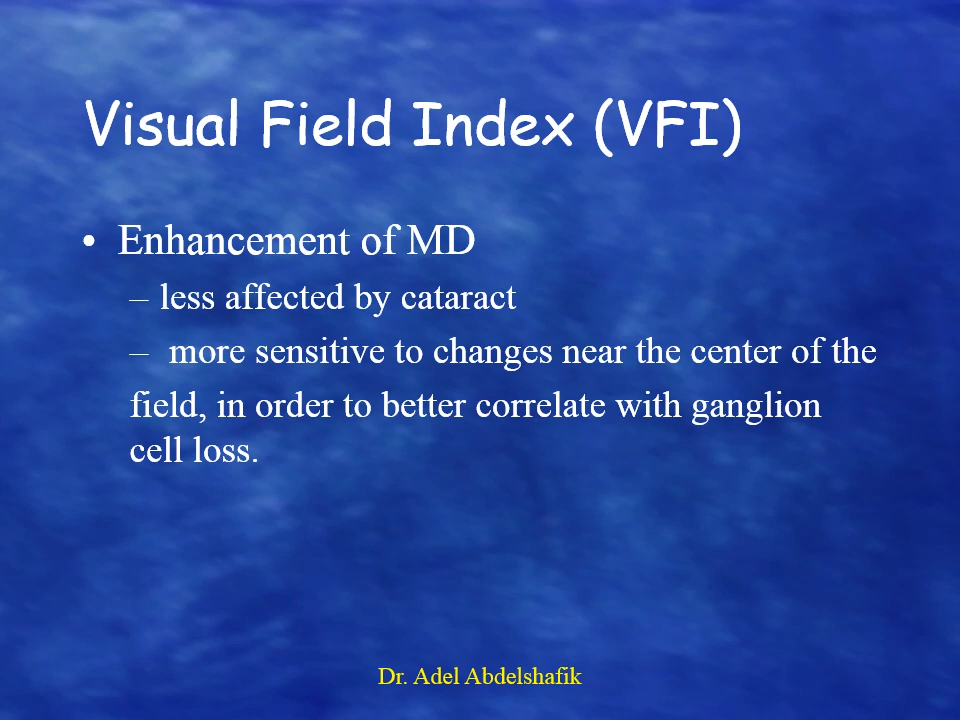 Visual Field Index (VFI)
• Enhancement of MD
– less affected by cataract
– more sensitive to changes near the center of the
field, in order to better correlate with ganglion
cell loss.
Dr. Adel Abdelshafik